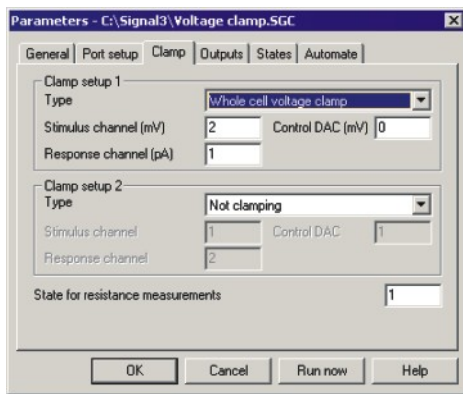 Parameters - C:\Signal3\Voltage clamp.SGC
General Port setup Clamp Outputs States Automate
Clamp setup 1
Type Whole cell voltage clamp
Stimulus channel (mV) 2 Control DAC (mV) 0
Response channel (pA) 1
Clamp setup 2
Type Not clamping
Stimulus channel 1 Control DAC 1
Response channel 2
State for resistance measurements 1
OK Cancel Run now Help